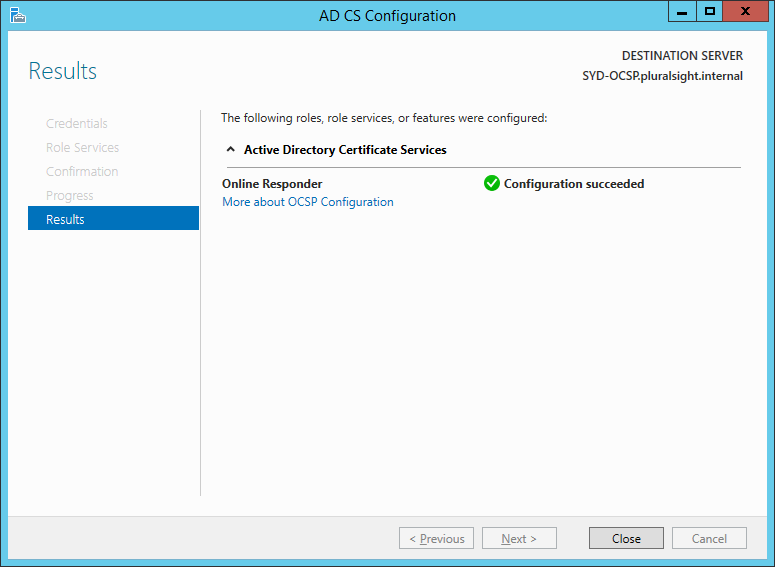 AD CS Configuration
Results
DESTINATION SERVER
SYD-OCSP.pluralsight.internal
Credentials
Role Services
Confirmation
Progress
Results
The following roles, role services, or features were configured:
Active Directory Certificate Services
Online Responder
Configuration succeeded
More about OCSP Configuration
< Previous
Next >
Close
Cancel